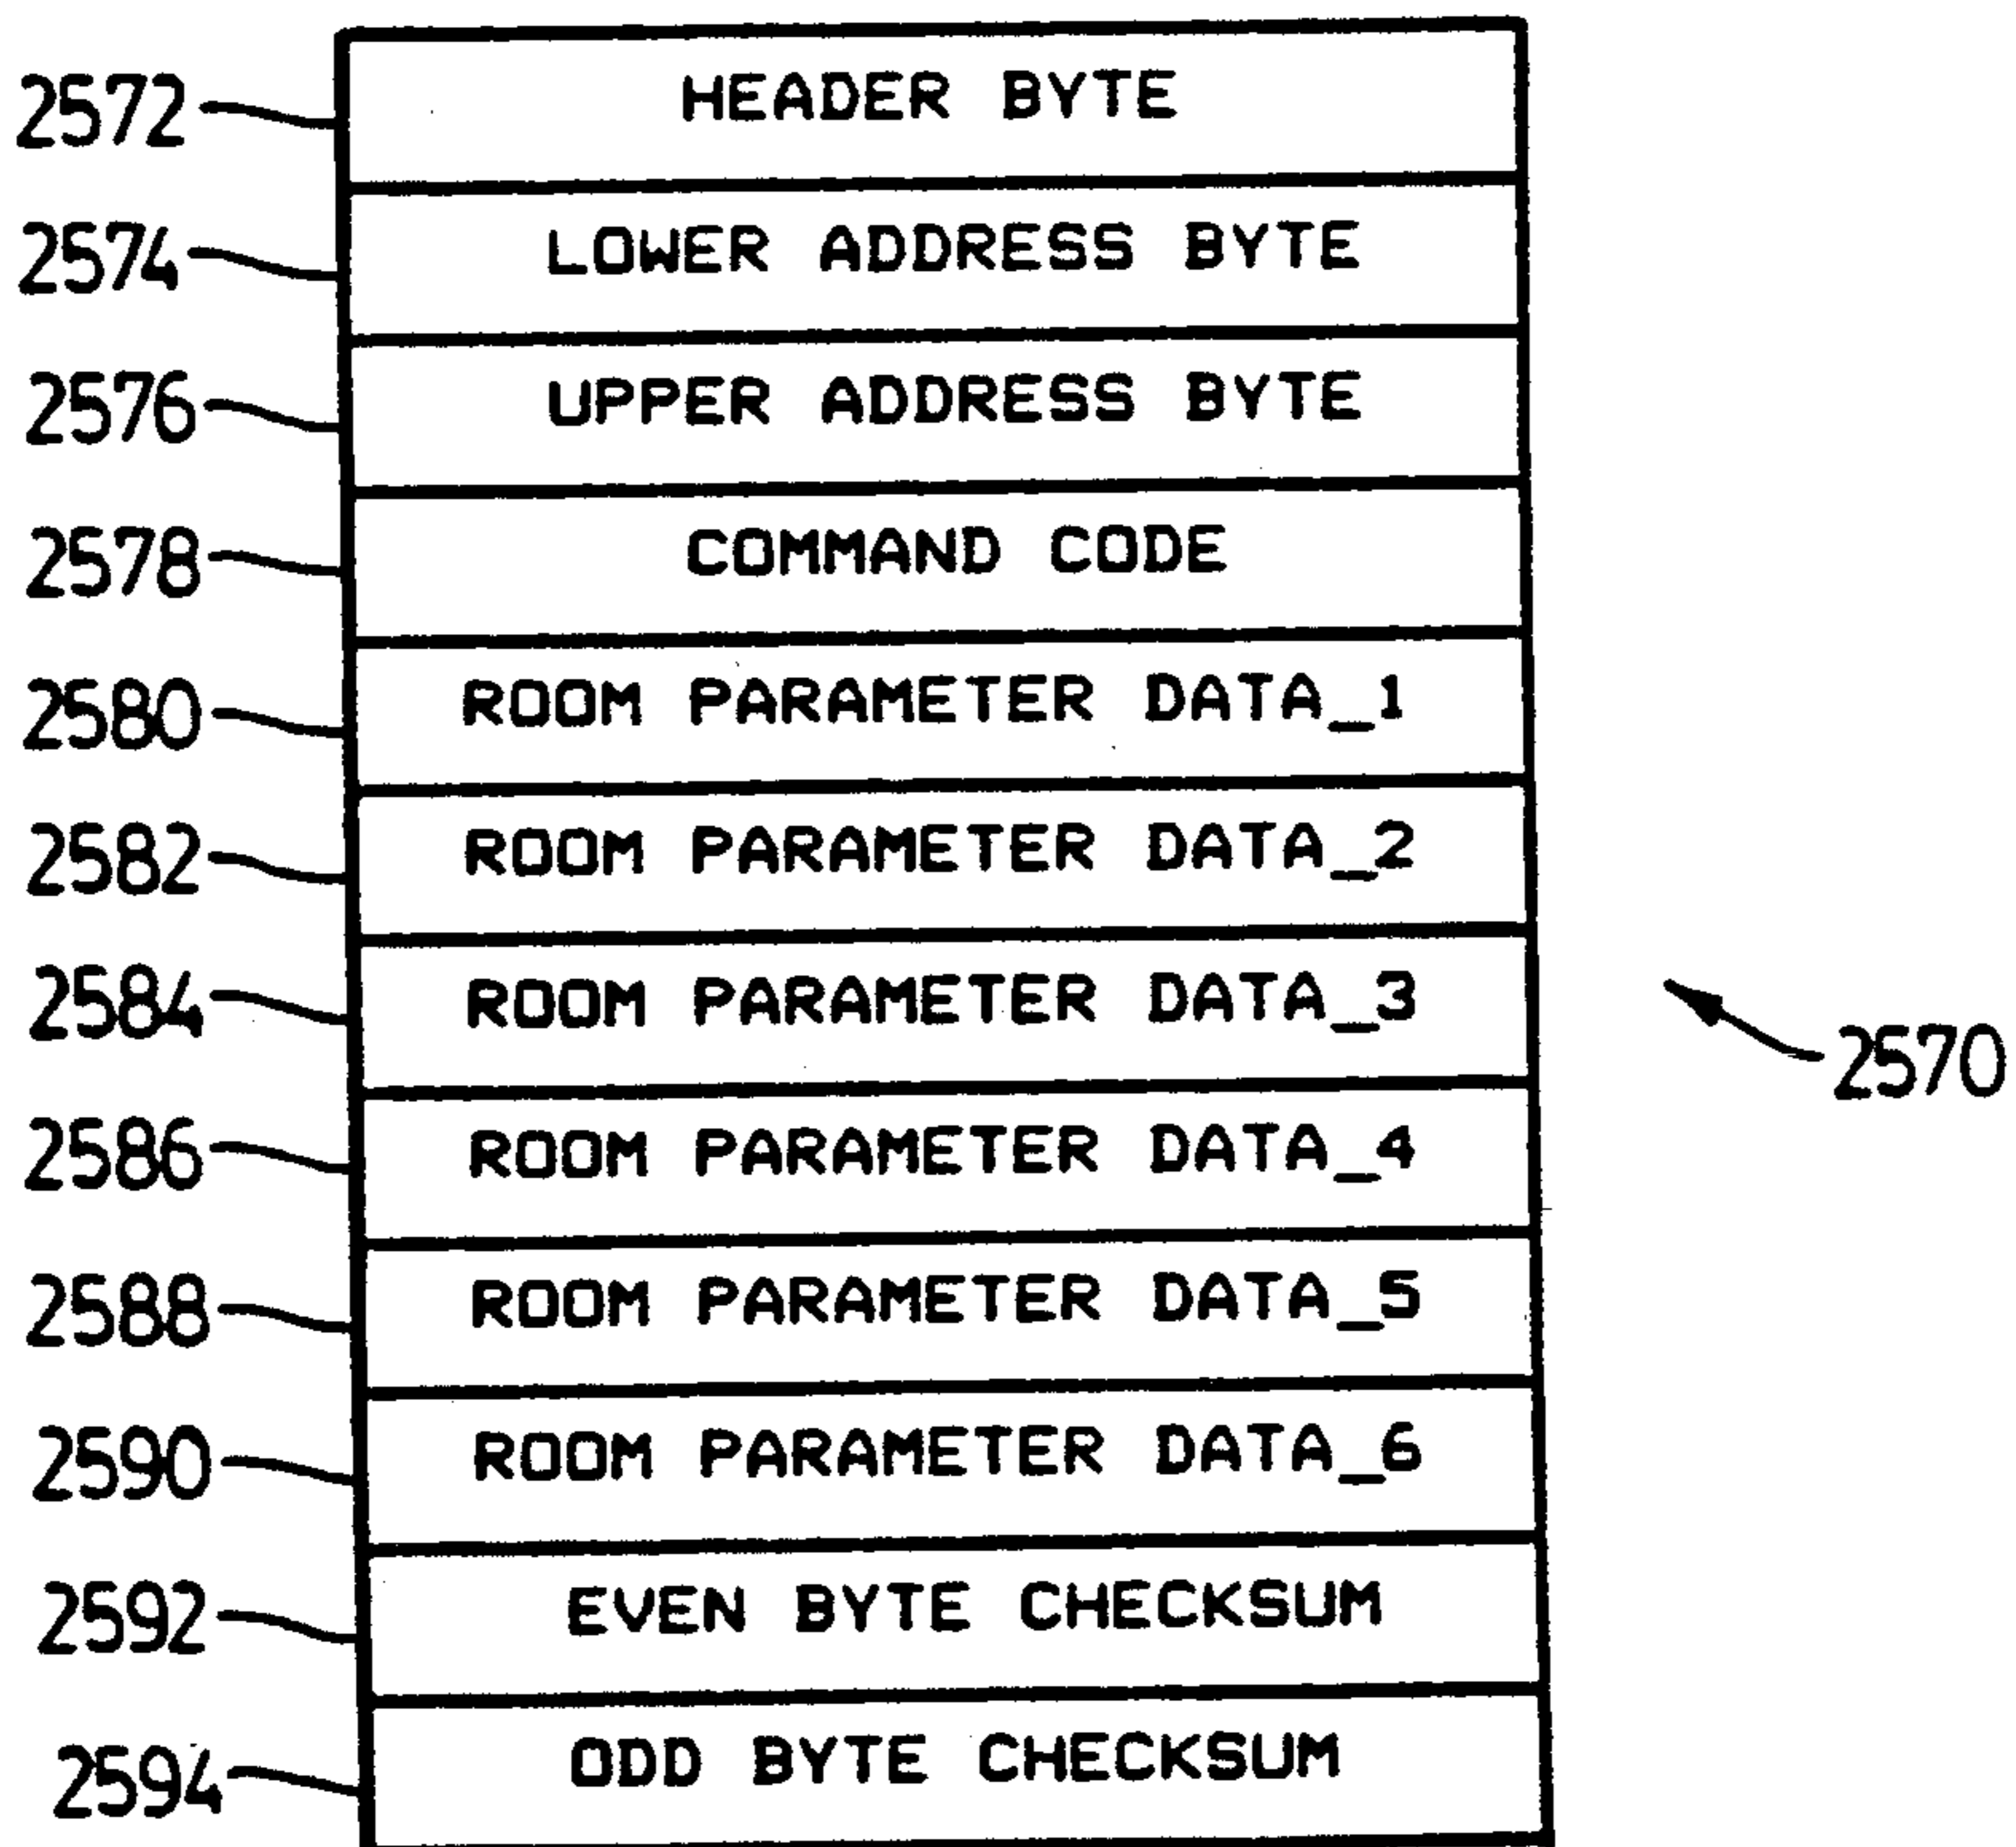 2572 HEADER BYTE
2574 LOWER ADDRESS BYTE
2576 UPPER ADDRESS BYTE
2578 COMMAND CODE
2580 ROOM PARAMETER DATA_1
2582 ROOM PARAMETER DATA_2
2584 ROOM PARAMETER DATA_3
2570
2586 ROOM PARAMETER DATA_4
2588 ROOM PARAMETER DATA_5
2590 ROOM PARAMETER DATA_6
2592 EVEN BYTE CHECKSUM
2594 ODD BYTE CHECKSUM